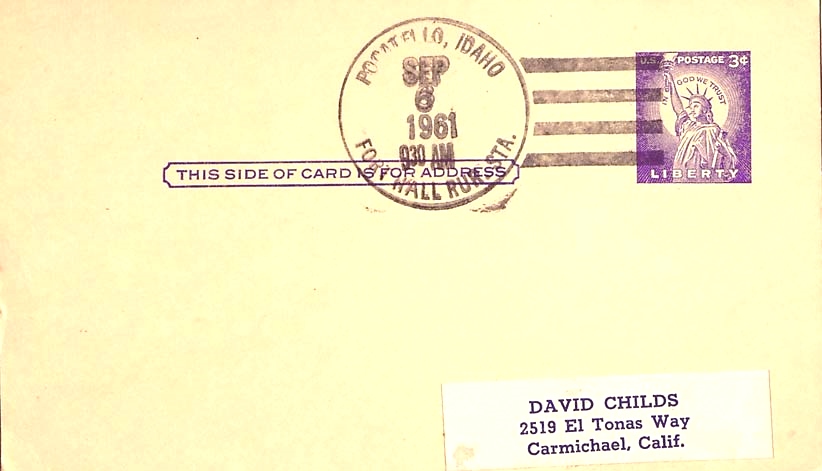 POCATELLO, IDAHO
SEP
6
1961
930 AM
FORT HALL RUR. STA.
U.S. POSTAGE 3¢
IN GOD WE TRUST
LIBERTY
THIS SIDE OF CARD IS FOR ADDRESS
DAVID CHILDS
2519 El Tonas Way
Carmichael, Calif.